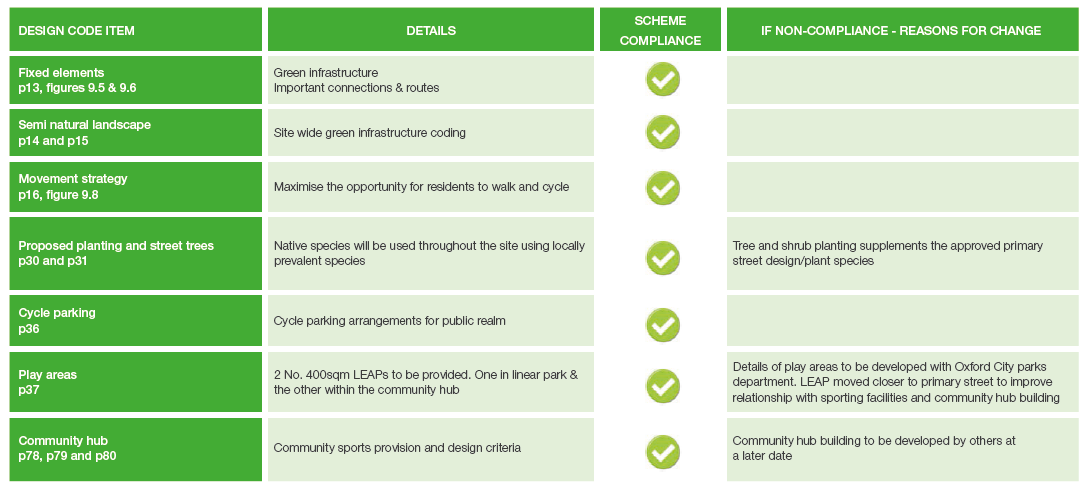 DESIGN CODE ITEM
DETAILS
SCHEME
COMPLIANCE
IF NON-COMPLIANCE - REASONS FOR CHANGE
Fixed elements
p13, figures 9.5 & 9.6
Green infrastructure
Important connections & routes
Semi natural landscape
p14 and p15
Site wide green infrastructure coding
Movement strategy
p16, figure 9.8
Maximise the opportunity for residents to walk and cycle
Proposed planting and street trees
p30 and p31
Native species will be used throughout the site using locally
prevalent species
Tree and shrub planting supplements the approved primary
street design/plant species
Cycle parking
p36
Cycle parking arrangements for public realm
Play areas
p37
2 No. 400sqm LEAPs to be provided. One in linear park &
the other within the community hub
Details of play areas to be developed with Oxford City parks
department. LEAP moved closer to primary street to improve
relationship with sporting facilities and community hub building
Community hub
p78, p79 and p80
Community sports provision and design criteria
Community hub building to be developed by others at
a later date